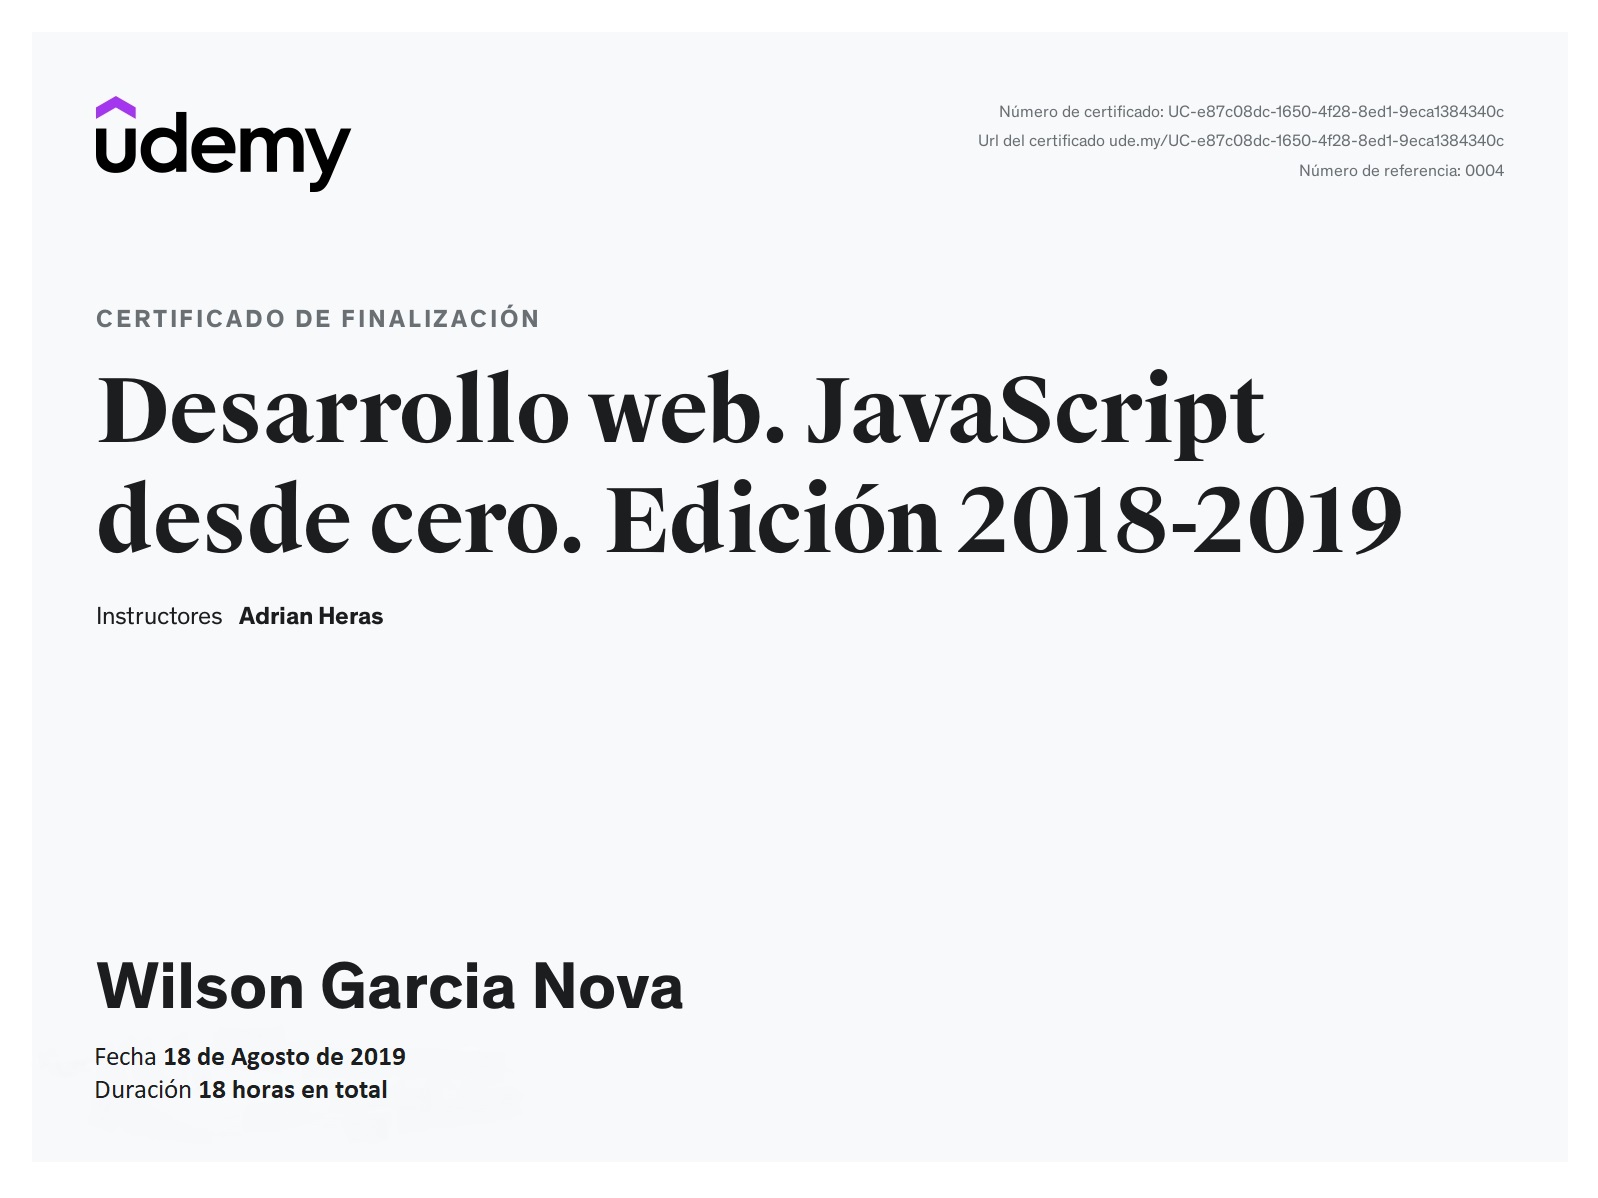 udemy
Número de certificado: UC-e87c08dc-1650-4f28-8ed1-9eca1384340c
Url del certificado ude.my/UC-e87c08dc-1650-4f28-8ed1-9eca1384340c
Número de referencia: 0004
CERTIFICADO DE FINALIZACIÓN
Desarrollo web. JavaScript
desde cero. Edición 2018-2019
Instructores Adrian Heras
Wilson Garcia Nova
Fecha 18 de Agosto de 2019
Duración 18 horas en total